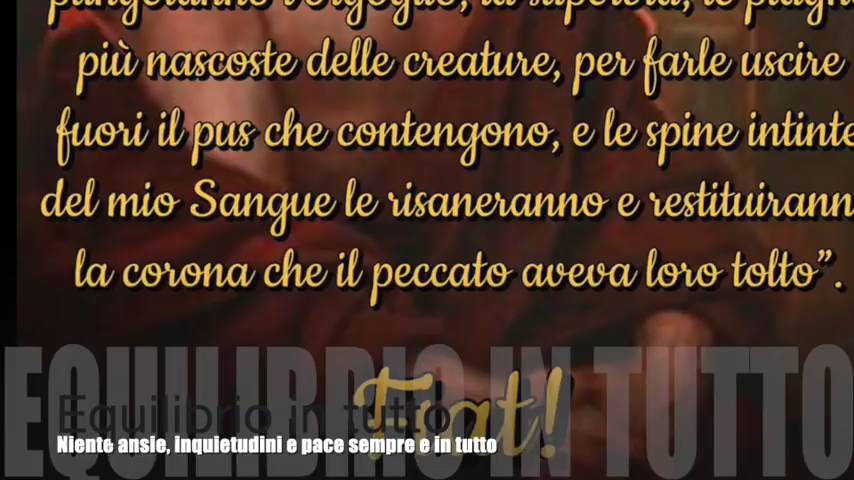 più nascoste delle creature, per farle uscire
fuori il pus che contengono, e le spine intinte
del mio Sangue le risaneranno e restituirann
la corona che il peccato aveva loro tolto”.
Fiat!
EQUILIBRIO IN TUTTO
Equilibrio in tutto
Niente ansie, inquietudini e pace sempre e in tutto